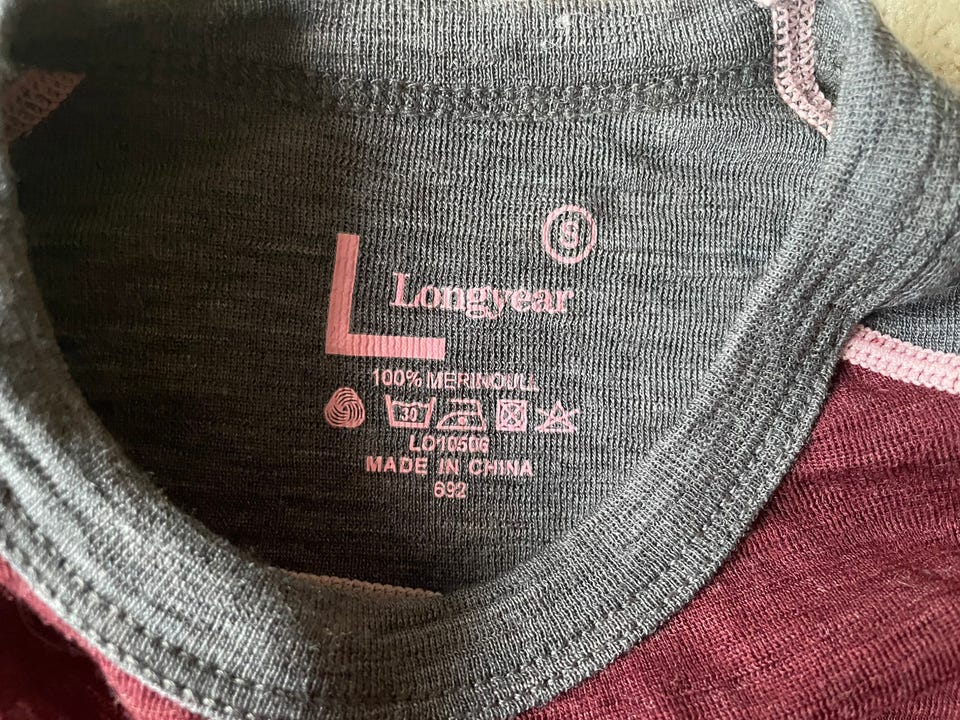 S
L
Longyear
100% MERINOULL
30
LO10506
MADE IN CHINA
692